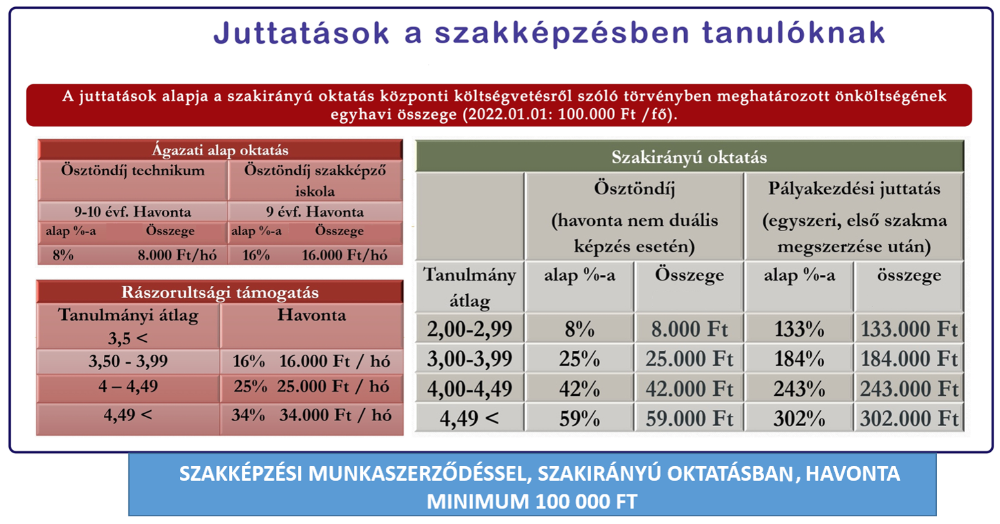 Juttatások a szakképzésben tanulóknak
A juttatások alapja a szakirányú oktatás központi költségvetésről szóló törvényben meghatározott önköltségének
egyhavi összege (2022.01.01: 100.000 Ft /fő).
Ágazati alap oktatás
Ösztöndíj technikum Ösztöndíj szakképző
iskola
9-10 évf. Havonta 9 évf. Havonta
alap %-a Összege alap %-a Összege
8% 8.000 Ft/hó 16% 16.000 Ft/hó
Rászorultsági támogatás
Tanulmányi átlag Havonta
3,5 <
3,50 - 3,99 16% 16.000 Ft / hó
4 – 4,49 25% 25.000 Ft / hó
4,49 < 34% 34.000 Ft / hó
Szakirányú oktatás
Ösztöndíj Pályakezdési juttatás
(havonta nem duális (egyszeri, első szakma
képzés esetén) megszerzése után)
Tanulmány alap %-a Összege alap %-a összege
átlag
2,00-2,99 8% 8.000 Ft 133% 133.000 Ft
3,00-3,99 25% 25.000 Ft 184% 184.000 Ft
4,00-4,49 42% 42.000 Ft 243% 243.000 Ft
4,49 < 59% 59.000 Ft 302% 302.000 Ft
SZAKKÉPZÉSI MUNKASZERZŐDÉSSEL, SZAKIRÁNYÚ OKTATÁSBAN, HAVONTA
MINIMUM 100 000 FT